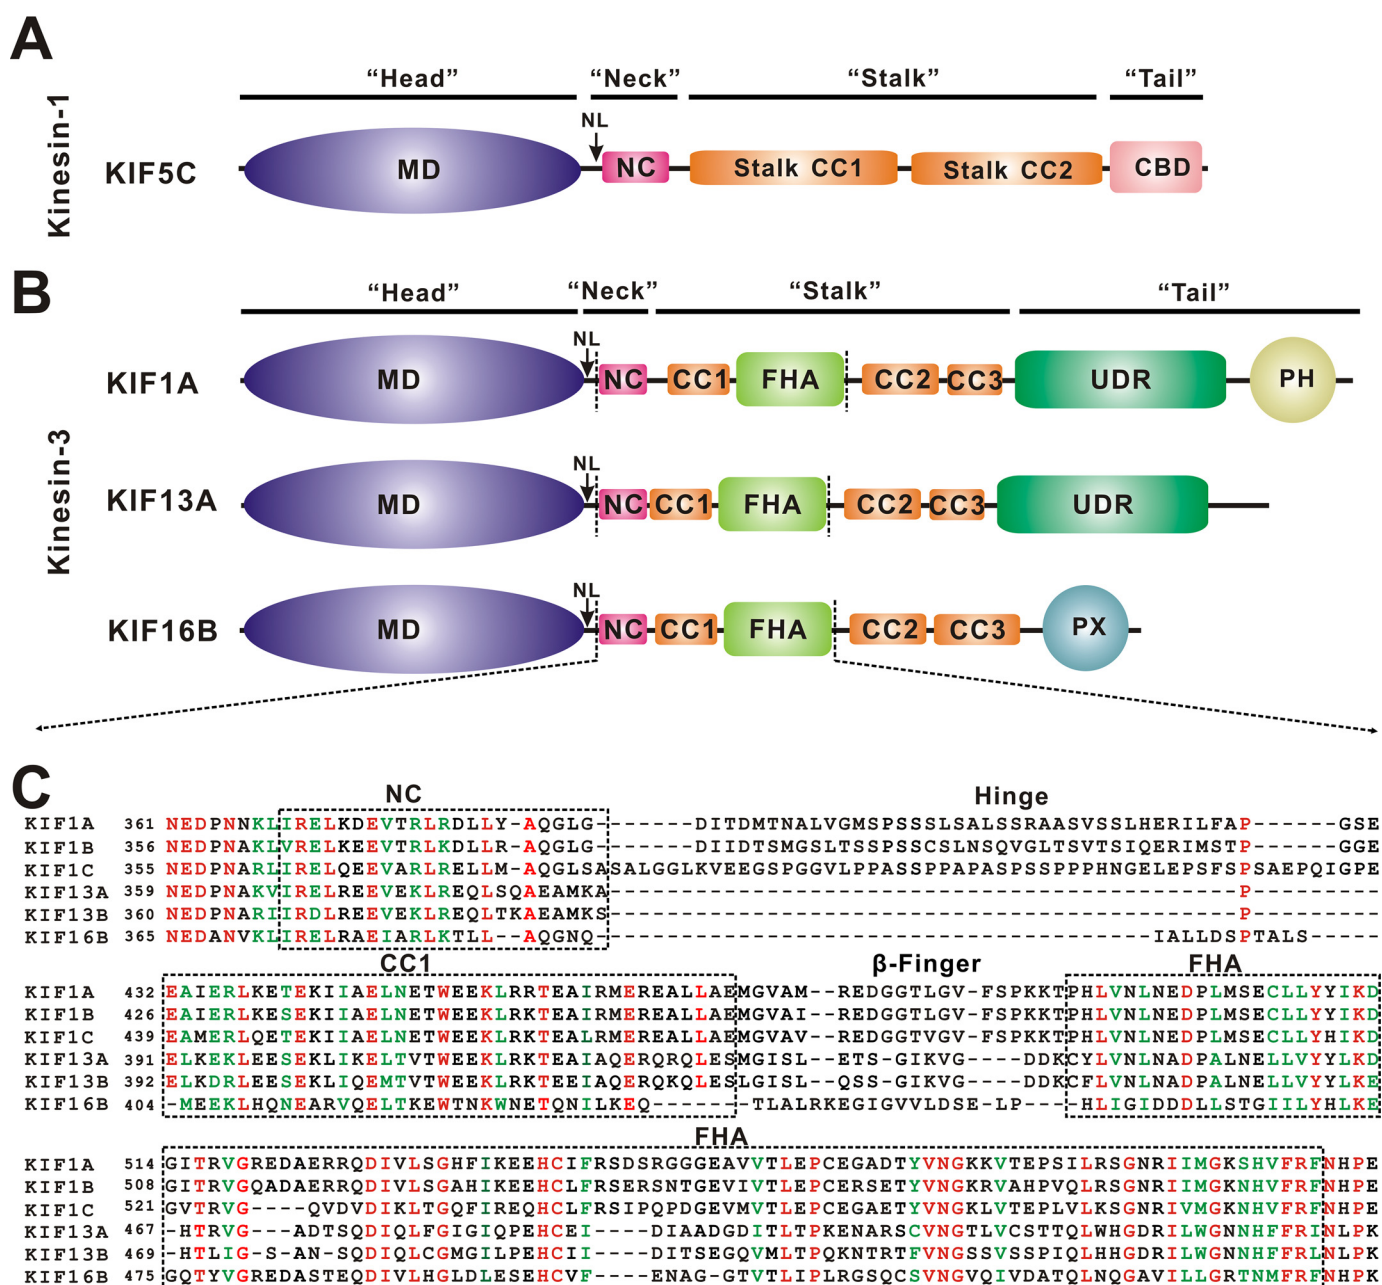 A
“Head” “Neck” “Stalk” “Tail”
Kinesin-1
NL
KIF5C MD NC Stalk CC1 Stalk CC2 CBD
B
“Head” “Neck” “Stalk” “Tail”
Kinesin-3
NL
KIF1A MD NC CC1 FHA CC2 CC3 UDR PH
NL
KIF13A MD NC CC1 FHA CC2 CC3 UDR
NL
KIF16B MD NC CC1 FHA CC2 CC3 PX
C
NC Hinge
KIF1A 361 NEDPNNKLIRELKDEVTRLRDLLY-AQGLG-------DITDMTNALVGMSPSSSLSALSSRAASVSSLHERILFAP------GSE
KIF1B 356 NEDPNAKLVRELKEEVTRLKDLLR-AQGLG-------DIIDTSMGSLTSSPSSCSLNSQVGLTSVTSIQERIMSTP------GGE
KIF1C 355 NEDPNARLIRELQEEVARLRELLM-AQGLSASALGGLKVEEGSPGGVLPPASSPPAPASPSSPPPHNGELEPSFSPSAEPQIGPE
KIF13A 359 NEDPNAKVIRELREEVEKLREQLSQAEAMKA--------------------------------------------P---------
KIF13B 360 NEDPNARIIRDLREEVEKLREQLTKAEAMKS--------------------------------------------P---------
KIF16B 365 NEDANVKLIRELRAEIARLKTLL--AQGNQ-----------------------------------------IALLDSPTALS-----
CC1 β-Finger FHA
KIF1A 432 EAIERLKETEKIIAELNETWEEKLRRTEAIRMEREALLAEMGVAM--REDGGTLGV-FSPKKTPHLVNLNEDPLMSECLLYYIKD
KIF1B 426 EAIERLKESEKIIAELNETWEEKLRKTEAIRMEREALLAEMGVAI--REDGGTLGV-FSPKKTPHLVNLNEDPLMSECLLYYIKD
KIF1C 439 EAMERLQETEKIIAELNETWEEKLRKTEALRMEREALLAEMGVAV--REDGGTVGV-FSPKKTPHLVNLNEDPLMSECLLYHIKD
KIF13A 391 ELKEKLEESEKLIKELTVTWEEKLRKTEAIAQERQRQLESMGISL--ETS-GIKVG----DDKCYLVNLNADPALNELLVYYLKD
KIF13B 392 ELKDRLEESEKLIQEMTVTWEEKLRKTEEIAQERQKQLESLGISL--QSS-GIKVG----DDKCFLVNLNADPALNELLVYYLKE
KIF16B 404 -MEEKLHQNEARVQELTKEWTNKWNETQNILKEQ-------TLALRKEGIGVVLDSE-LP---HLIGIDDDLLSTGIILYHLKE
FHA
KIF1A 514 GITRVGREDAERRQDIVLSGHFIKEEHCIFRSDSRGGGEAVVTLEPCEGADTYVNGKKVTEPSILRSGNRIIMGKSHVFRFNHPE
KIF1B 508 GITRVGQADAERRQDIVLSGAHIKEEHCLFRSERSNTGEVIVTLEPCERSETYVNGKRVAHPVQLRSGNRIIMGKNHVFRFNHPE
KIF1C 521 GVTRVG----QVDVDIKLTGQFIREQHCLFRSIPQPDGEVMVTLEPCEGAETYVNGKLVTEPLVLKSGNRIVMGKNHVFRFNHPE
KIF13A 467 -HTRVG----ADTSQDIQLFGIGIQPEHCEI-----DIAADGDITLTPKENARSCVNGTLVCSTTQLWHGDRILWGNNHFFRINLPK
KIF13B 469 -HTLIG-S-AN-SQDIQLCGMGILPEHCII-----DITSEGQVMLTPQKNTRTFVNGSSVSSPIQLHHGDRILWGNTHFFRLNLPK
KIF16B 475 GQTYVGREDASTEQDIVLHGLDLESEHCVF----ENAG-GTVTLIPLRGSQCSVNGVQIVDATQLNQGAVILLGRTNMFRFNHPK